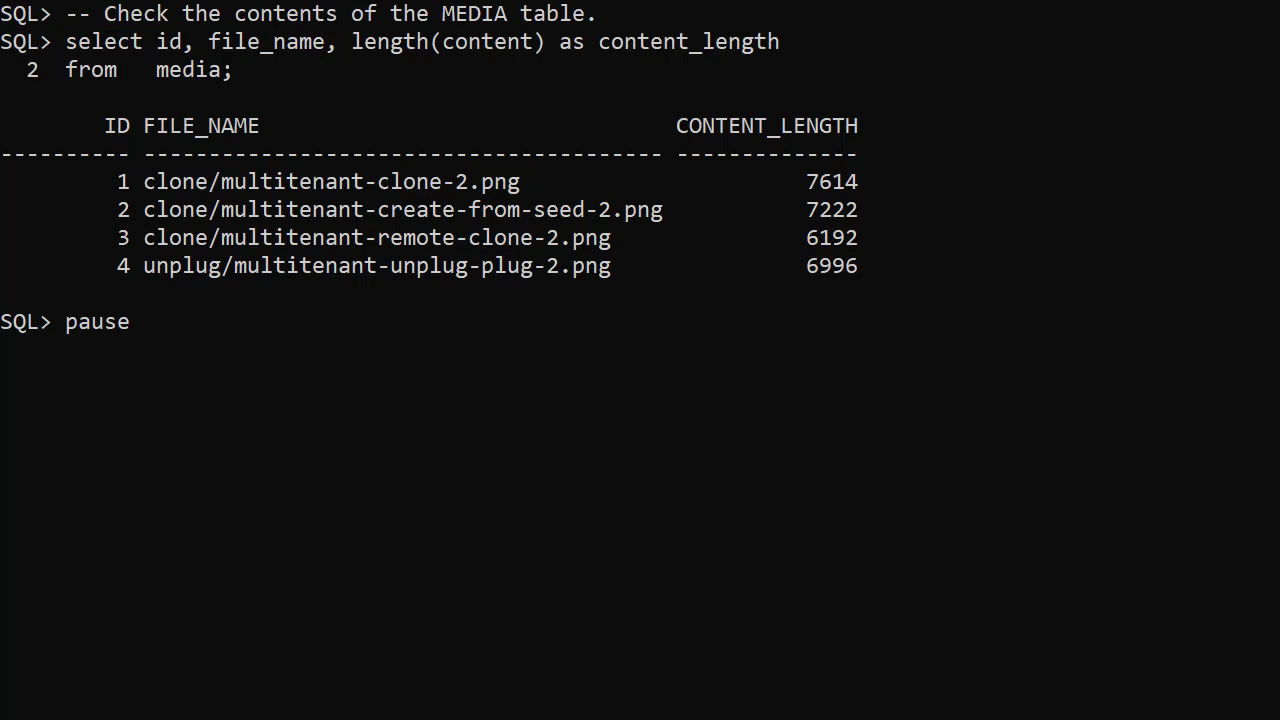 SQL> -- Check the contents of the MEDIA table.
SQL> select id, file_name, length(content) as content_length
  2  from   media;

        ID FILE_NAME                                CONTENT_LENGTH
---------- ---------------------------------------- --------------
         1 clone/multitenant-clone-2.png                      7614
         2 clone/multitenant-create-from-seed-2.png           7222
         3 clone/multitenant-remote-clone-2.png               6192
         4 unplug/multitenant-unplug-plug-2.png               6996

SQL> pause